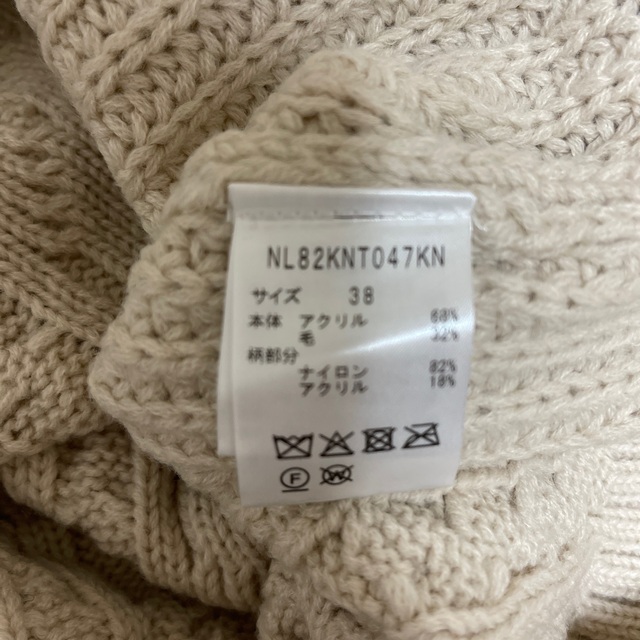 NL82KNT047KN
サイズ 38
本体 アクリル 68%
毛 32%
柄部分
ナイロン 82%
アクリル 18%
F